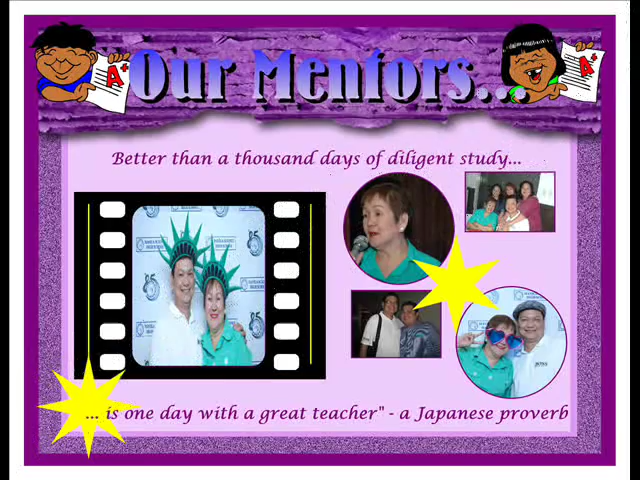 Our Mentors...
A+
A+
Better than a thousand days of diligent study...
... is one day with a great teacher" - a Japanese proverb